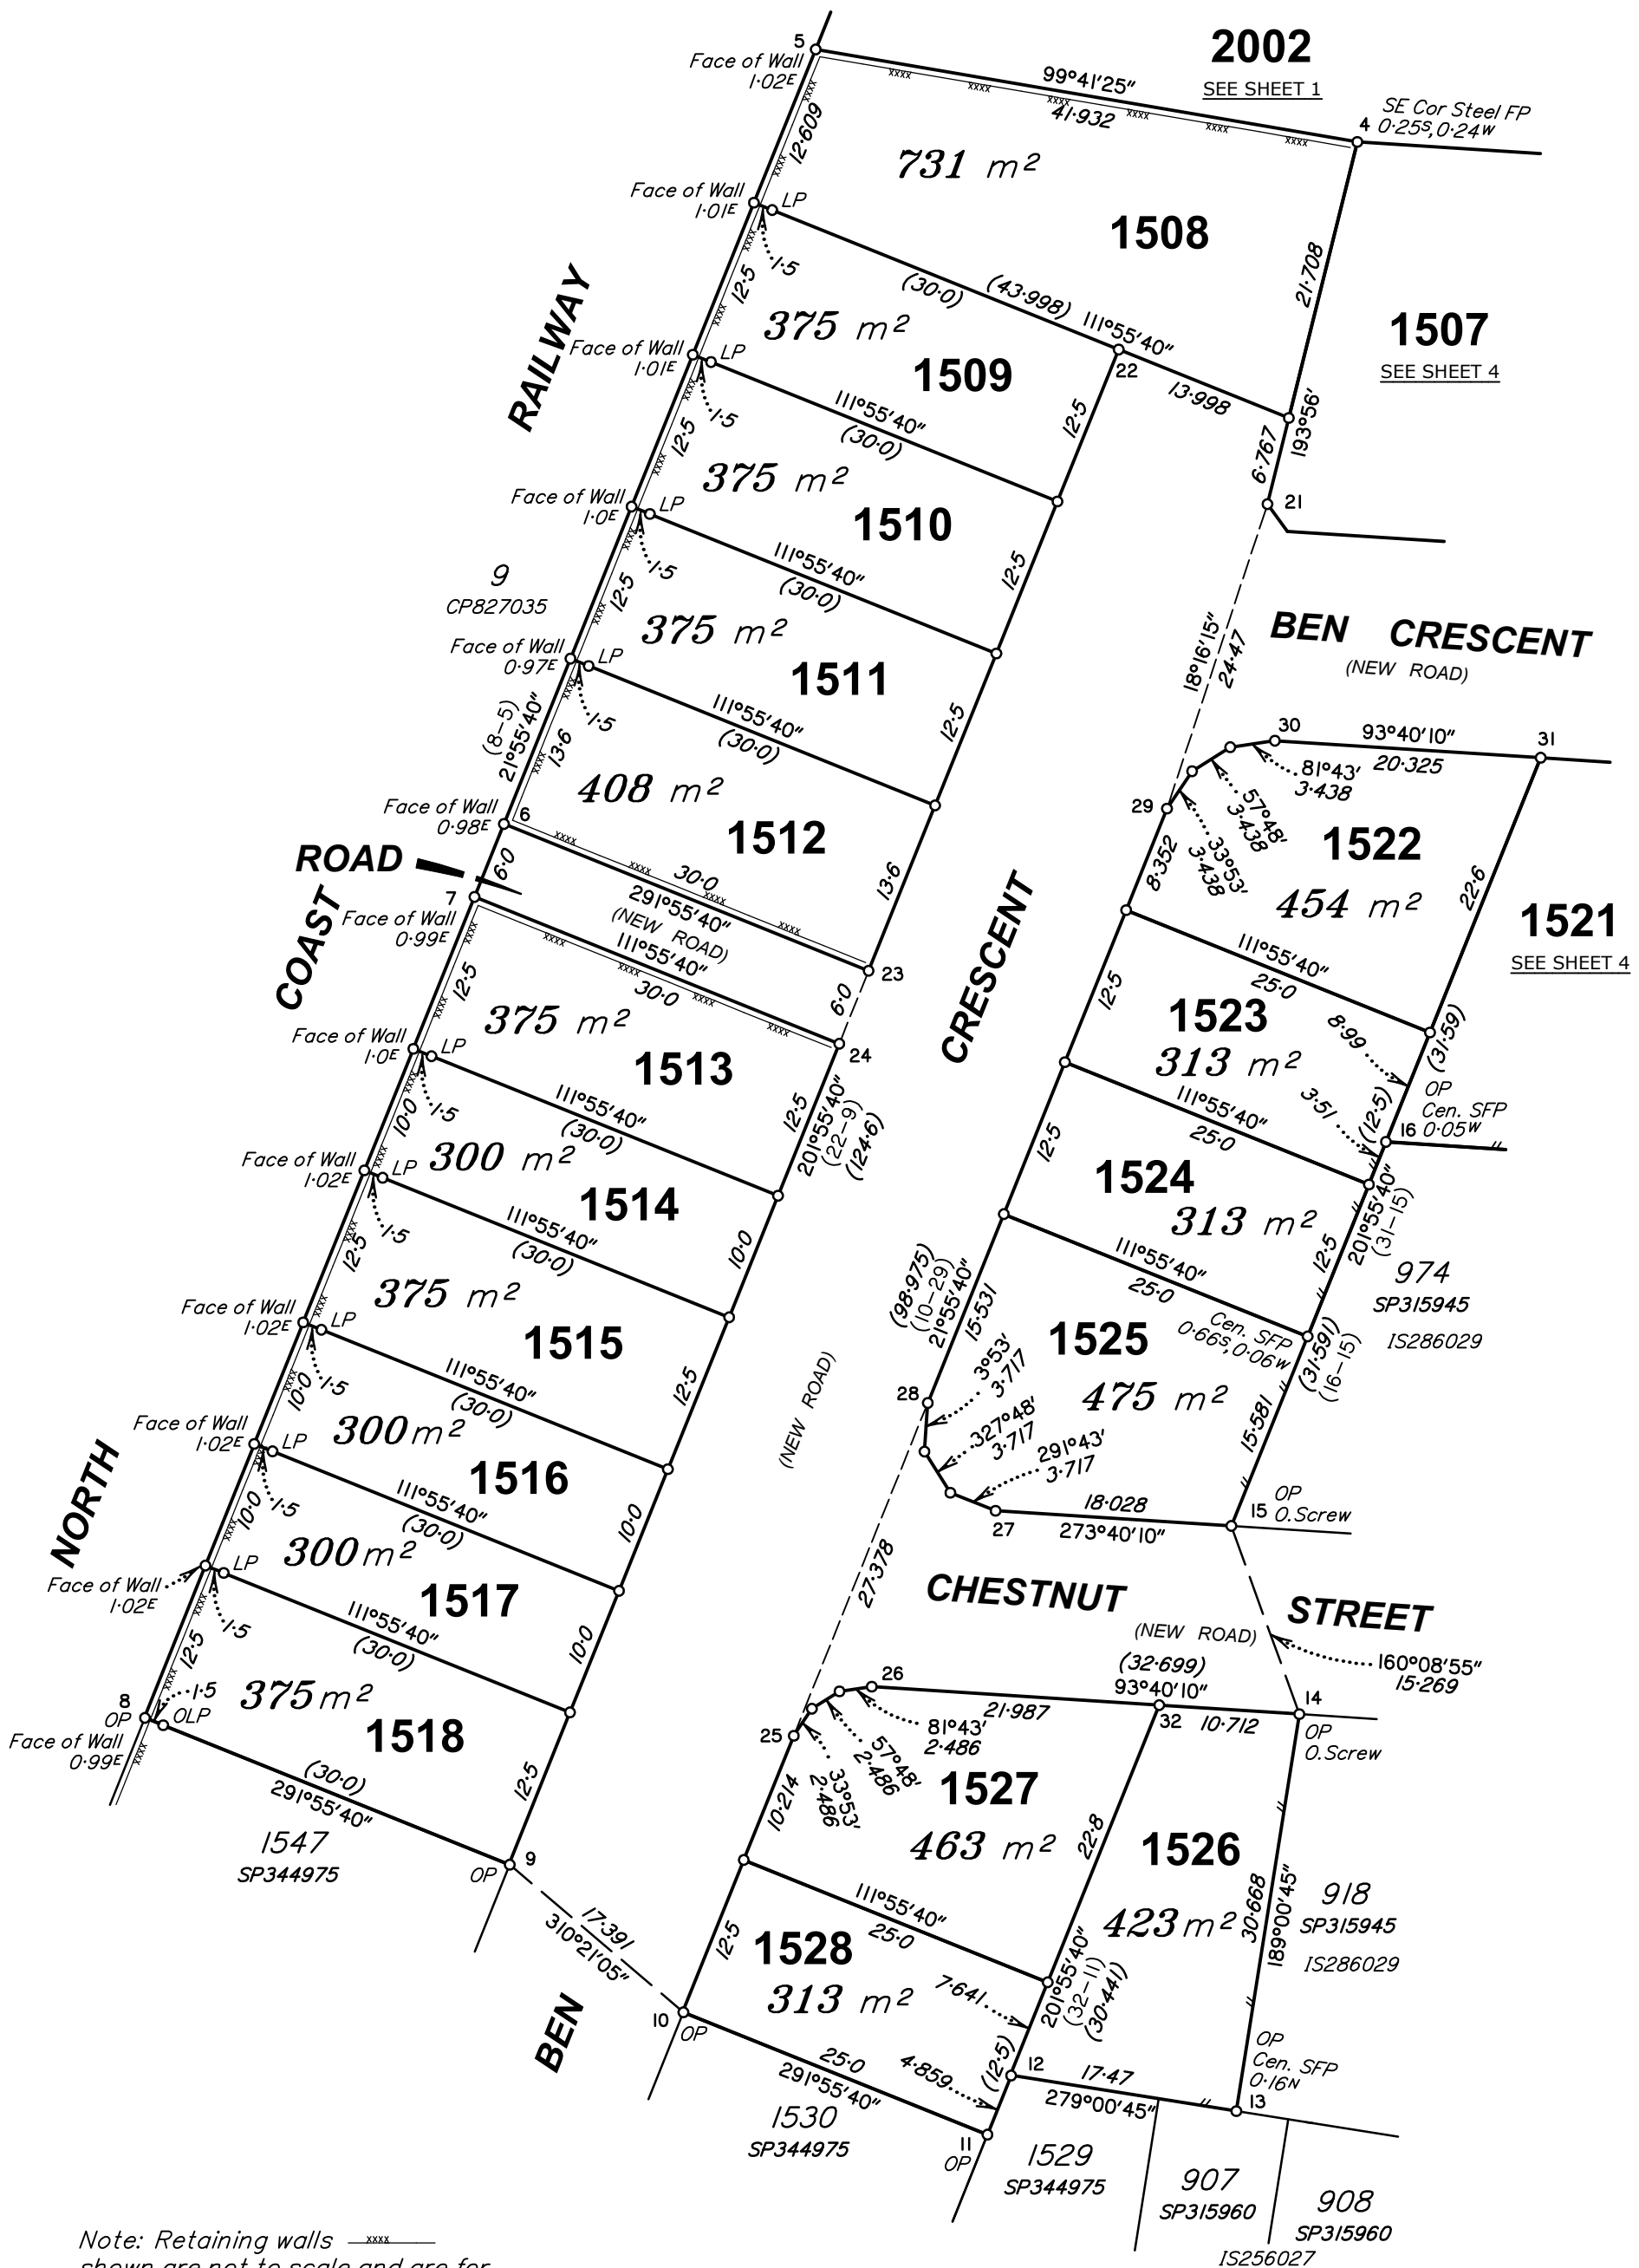 2002
SEE SHEET 1
5
Face of Wall
1·02E
99°41'25"
41·932
SE Cor Steel FP
4 0·25S, 0·24W
12·609
731 m²
1508
21·708
1507
SEE SHEET 4
Face of Wall
1·01E
LP
1·5
(30·0)
(43·998)
111°55'40"
22
13·998
193°56'
6·767
21
RAILWAY
12·5
375 m²
1509
12·5
Face of Wall
1·01E
LP
1·5
111°55'40"
(30·0)
12·5
375 m²
1510
12·5
Face of Wall
1·0E
LP
1·5
111°55'40"
(30·0)
9
CP827035
12·5
375 m²
1511
12·5
Face of Wall
0·97E
LP
1·5
111°55'40"
(30·0)
(8–5)
21°55'40"
13·6
408 m²
1512
13·6
Face of Wall
0·98E
6
30·0
291°55'40"
(NEW ROAD)
23
ROAD
6·0
6·0
7
Face of Wall
0·99E
111°55'40"
30·0
24
COAST
12·5
375 m²
1513
12·5
201°55'40"
(22–9)
(124·6)
Face of Wall
1·0E
LP
1·5
111°55'40"
(30·0)
10·0
300 m²
1514
10·0
Face of Wall
1·02E
LP
1·5
111°55'40"
(30·0)
12·5
375 m²
1515
12·5
Face of Wall
1·02E
LP
1·5
111°55'40"
(30·0)
10·0
300 m²
1516
10·0
Face of Wall
1·02E
LP
1·5
111°55'40"
(30·0)
NORTH
10·0
300 m²
1517
10·0
Face of Wall
1·02E
LP
1·5
111°55'40"
(30·0)
12·5
375 m²
1518
12·5
8
OP
OLP
1·5
Face of Wall
0·99E
(30·0)
291°55'40"
1547
SP344975
9
OP
17·391
310°21'05"
18°16'15"
24·47
BEN CRESCENT
(NEW ROAD)
30
93°40'10"
20·325
31
81°43'
3·438
57°48'
3·438
33°53'
3·438
29
8·352
1522
454 m²
22·6
1521
SEE SHEET 4
CRESCENT
111°55'40"
25·0
12·5
1523
313 m²
8·99
(31·59)
OP
Cen. SFP
16 0·05W
(12·5)
3·51
111°55'40"
25·0
12·5
1524
313 m²
12·5
201°55'40"
(31–15)
974
SP315945
IS286029
111°55'40"
25·0
Cen. SFP
0·66S, 0·06W
(98·975)
(10–29)
21°55'40"
15·531
1525
475 m²
(31·591)
(16–15)
15·581
3°53'
3·717
28
327°48'
3·717
291°43'
3·717
27
18·028
273°40'10"
OP
15 O.Screw
(NEW ROAD)
27·378
CHESTNUT STREET
(NEW ROAD)
160°08'55"
15·269
(32·699)
93°40'10"
26
21·987
32
10·712
14
OP
O.Screw
25
81°43'
2·486
57°48'
2·486
33°53'
2·486
10·214
1527
463 m²
22·8
1526
423 m²
30·668
189°00'45"
918
SP315945
IS286029
111°55'40"
25·0
12·5
1528
313 m²
7·641
201°55'40"
(32–11)
(30·441)
(12·5)
4·859
BEN
10
OP
25·0
291°55'40"
1530
SP344975
11
OP
12
17·47
279°00'45"
OP
Cen. SFP
0·16N
13
1529
SP344975
907
SP315960
908
SP315960
IS256027
Note: Retaining walls xxxx
shown are not to scale and are for